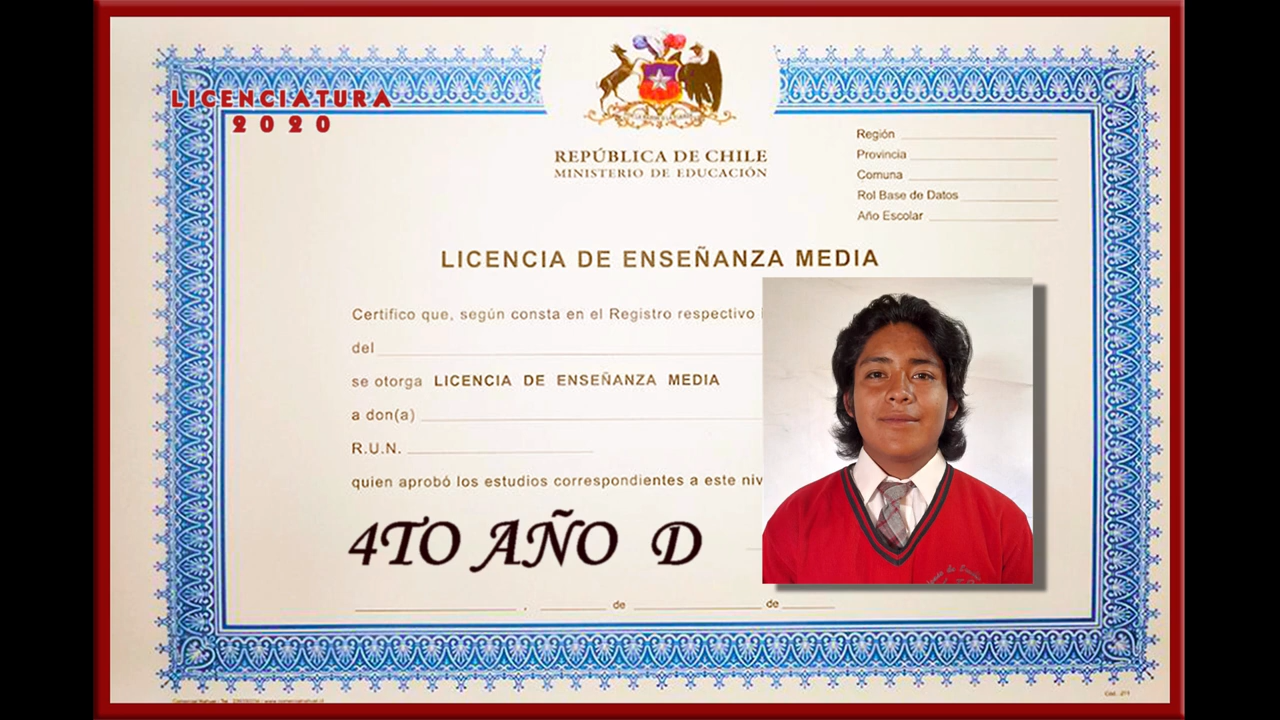 LICENCIATURA
2020
REPÚBLICA DE CHILE
MINISTERIO DE EDUCACIÓN
Región
Provincia
Comuna
Rol Base de Datos
Año Escolar
LICENCIA DE ENSEÑANZA MEDIA
Certifico que, según consta en el Registro respectivo
del
se otorga LICENCIA DE ENSEÑANZA MEDIA
a don(a)
R.U.N.
quien aprobó los estudios correspondientes a este niv
4TO AÑO D
, de de